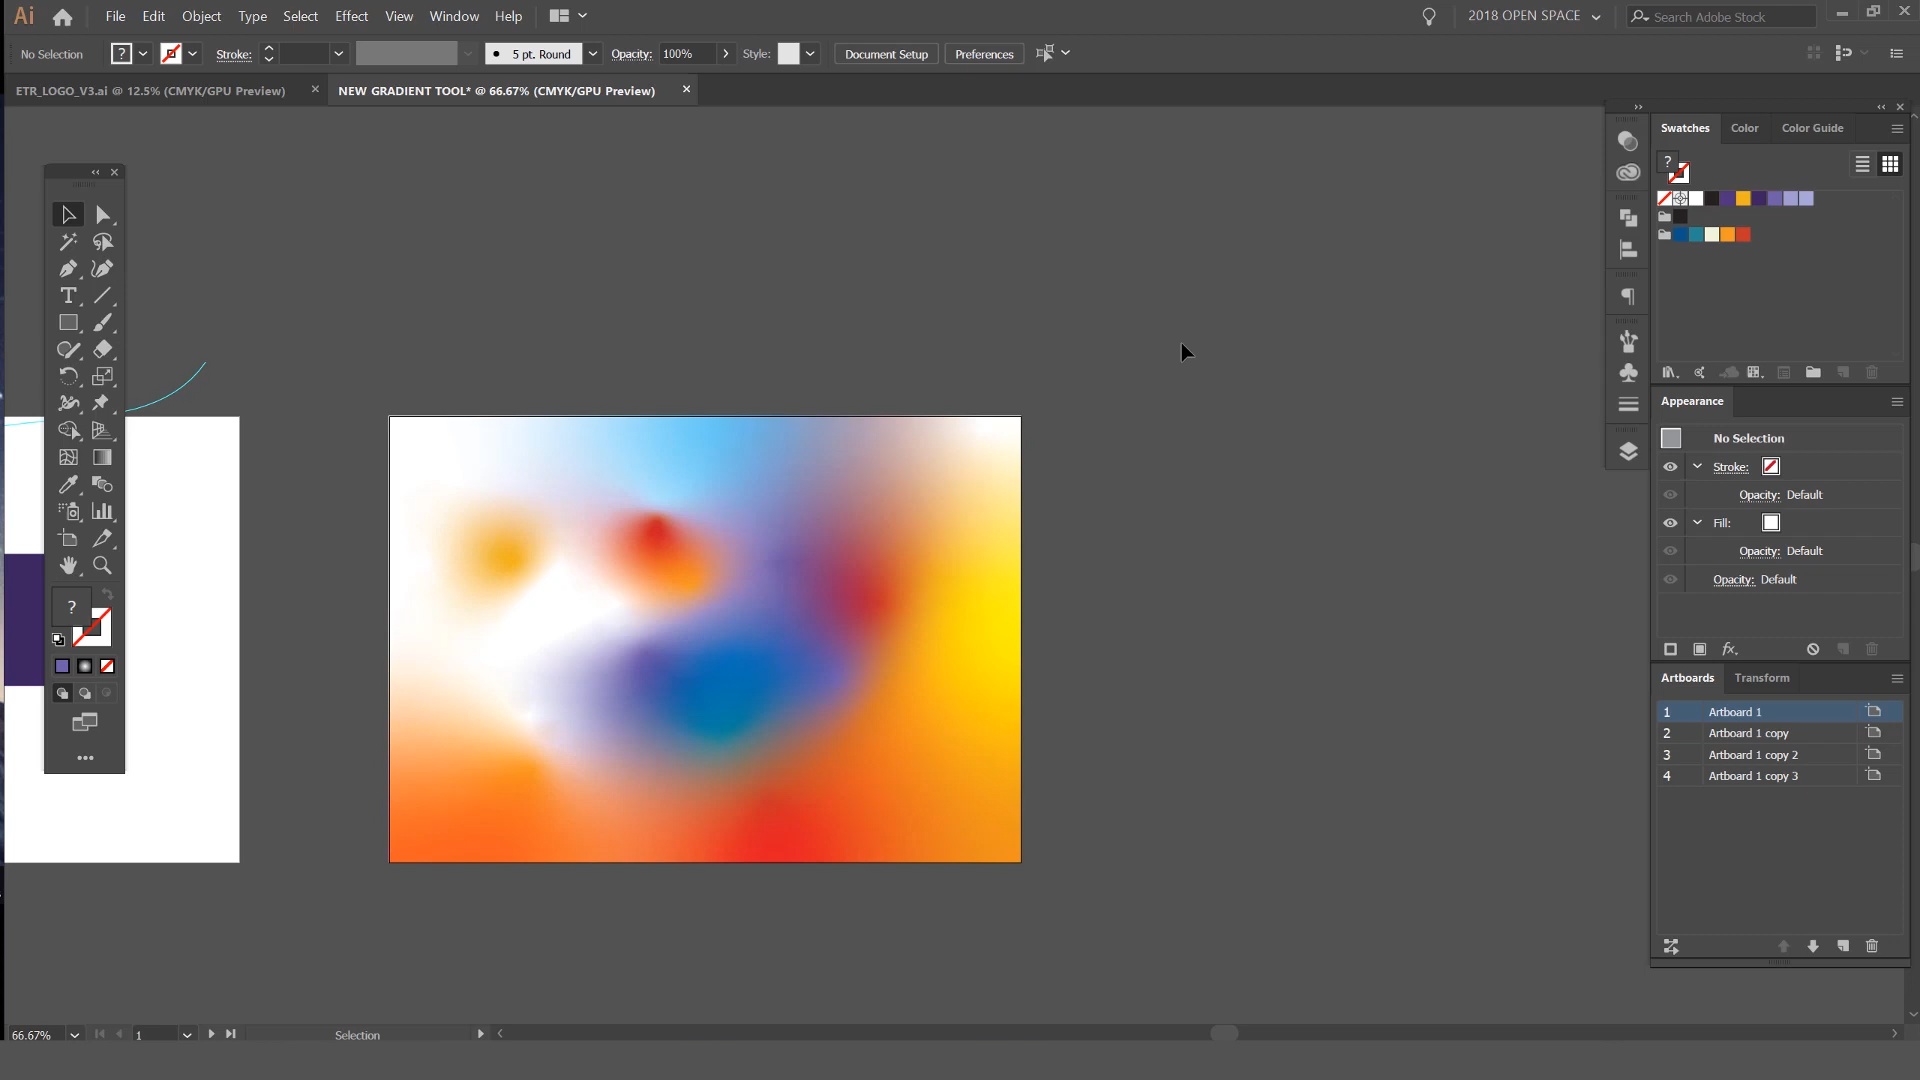 Ai File Edit Object Type Select Effect View Window Help 2018 OPEN SPACE Search Adobe Stock
No Selection ? Stroke: 5 pt. Round Opacity: 100% Style: Document Setup Preferences
ETR_LOGO_V3.ai @ 12.5% (CMYK/GPU Preview) × NEW GRADIENT TOOL* @ 66.67% (CMYK/GPU Preview) ×
Swatches Color Color Guide
?
T
?
Appearance
No Selection
Stroke:
Opacity: Default
Fill:
Opacity: Default
Opacity: Default
fx
Artboards Transform
1 Artboard 1
2 Artboard 1 copy
3 Artboard 1 copy 2
4 Artboard 1 copy 3
66.67% 1 Selection